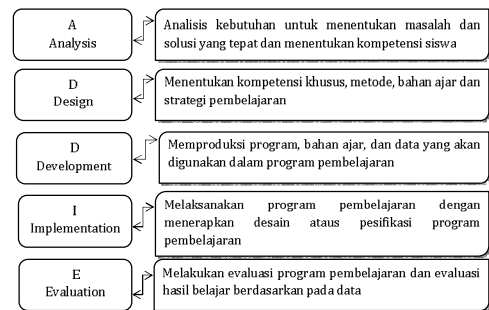 A
Analysis
Analisis kebutuhan untuk menentukan masalah dan
solusi yang tepat dan menentukan kompetensi siswa
D
Design
Menentukan kompetensi khusus, metode, bahan ajar dan
strategi pembelajaran
D
Development
Memproduksi program, bahan ajar, dan data yang akan
digunakan dalam program pembelajaran
I
Implementation
Melaksanakan program pembelajaran dengan
menerapkan desain ataus pesifikasi program
pembelajaran
E
Evaluation
Melakukan evaluasi program pembelajaran dan evaluasi
hasil belajar berdasarkan pada data